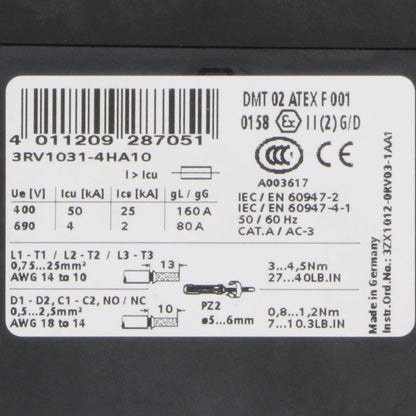 4 011209 287051
3RV1031-4HA10
I > Icu
Ue [V] Icu [kA] Ics [kA] gL / gG
400 50 25 160 A
690 4 2 80 A
DMT 02 ATEX F 001
0158 Ex II (2) G/D
CCC
A003617
IEC / EN 60947-2
IEC / EN 60947-4-1
50 / 60 Hz
CAT. A / AC-3
L1 - T1 / L2 - T2 / L3 - T3
0,75...25mm² 13 3...4,5Nm
AWG 14 to 10 27...40LB.IN
D1 - D2, C1 - C2, NO / NC
0,5...2,5mm² 10 PZ2 0,8...1,2Nm
AWG 18 to 14 ø5...6mm 7...10.3LB.IN
Made in Germany
Instr.Ord.No.: 3ZX1012-0RV03-1AA1